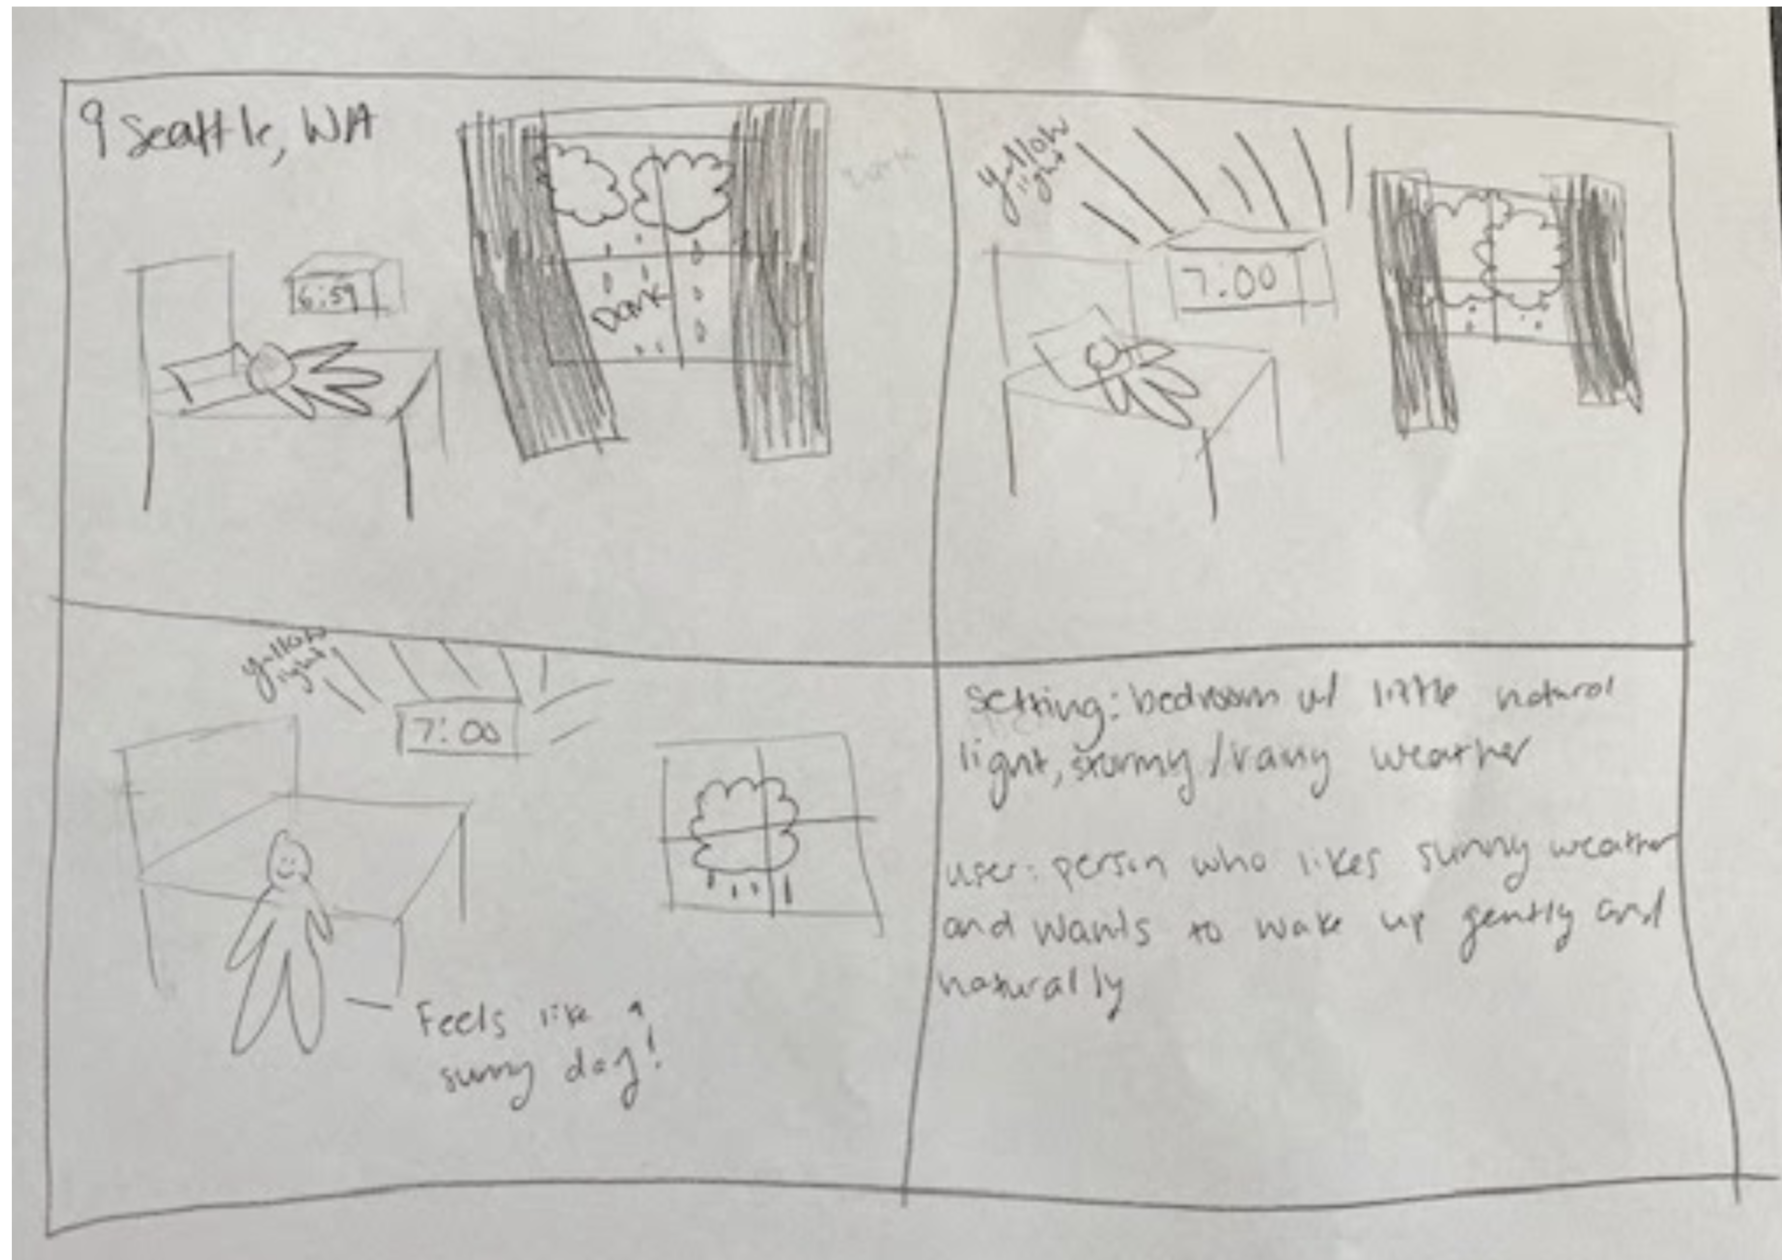 Seattle, WA
6:59
Dark
yellow
light
7:00
yellow
light
7:00
Feels like a
sunny day!
setting: bedroom w/ little natural
light, stormy/rainy weather
user: person who likes sunny weather
and wants to wake up gently and
naturally